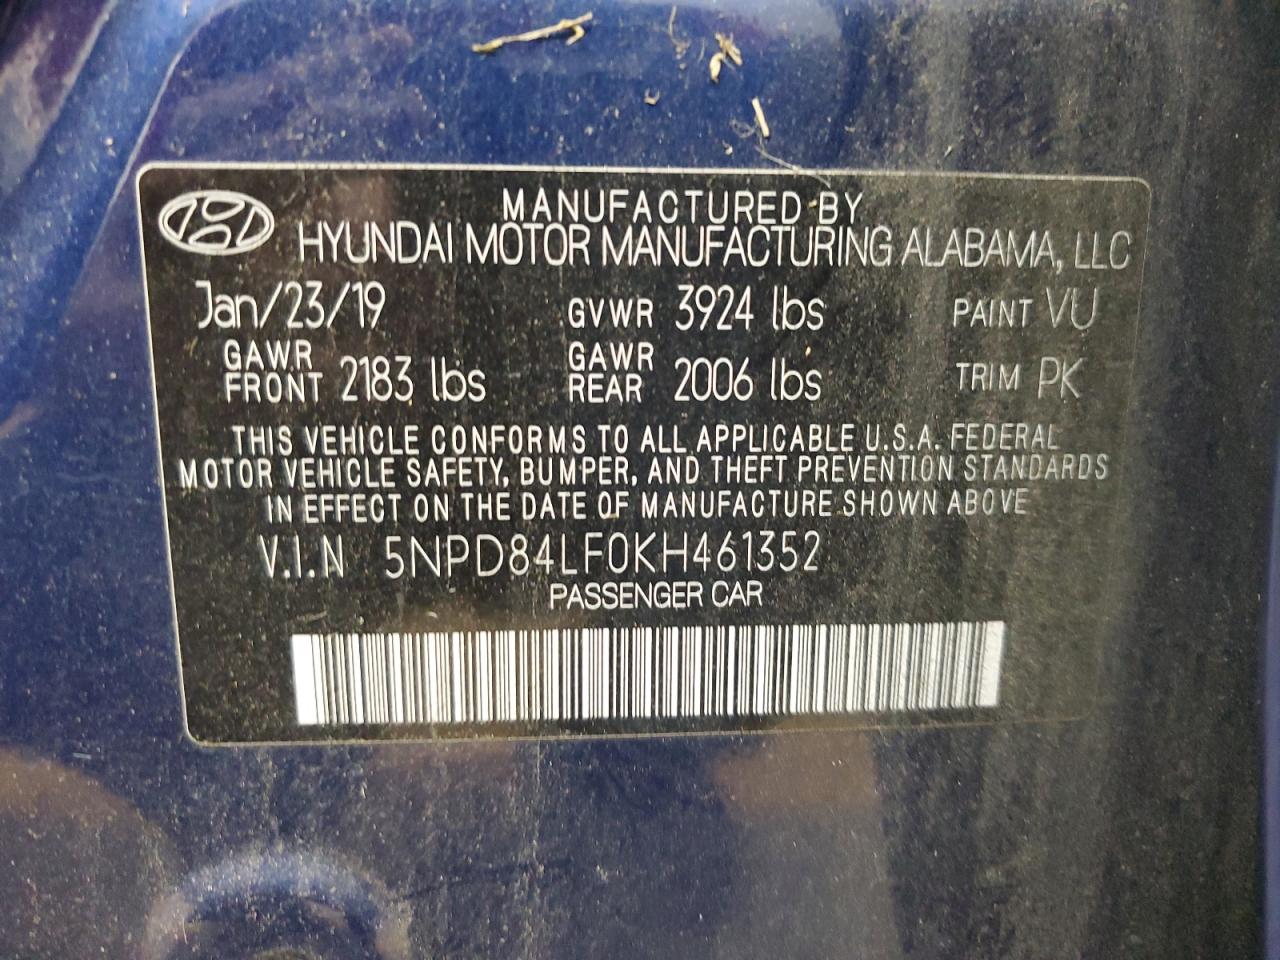 MANUFACTURED BY
HYUNDAI MOTOR MANUFACTURING ALABAMA, LLC
Jan/23/19 GVWR 3924 lbs PAINT VU
GAWR FRONT 2183 lbs GAWR REAR 2006 lbs TRIM PK
THIS VEHICLE CONFORMS TO ALL APPLICABLE U.S.A. FEDERAL
MOTOR VEHICLE SAFETY, BUMPER, AND THEFT PREVENTION STANDARDS
IN EFFECT ON THE DATE OF MANUFACTURE SHOWN ABOVE
V.I.N 5NPD84LF0KH461352
PASSENGER CAR